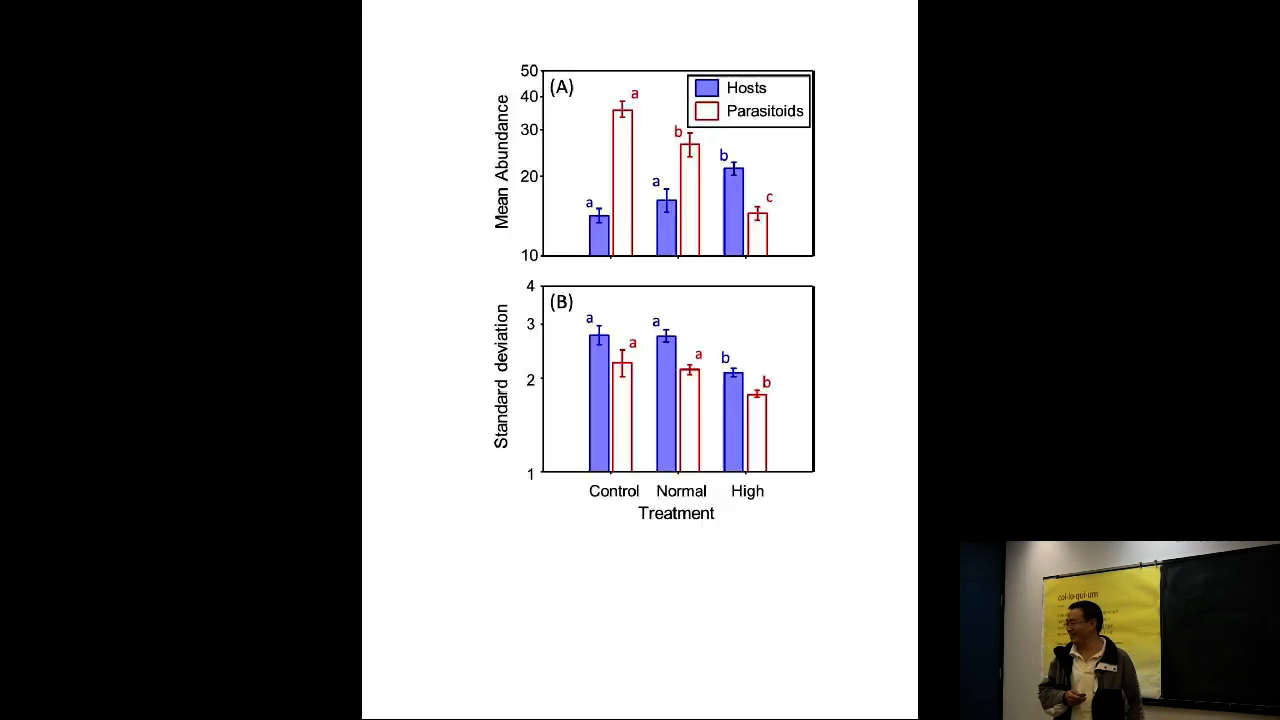 50
(A)
a
Hosts
Parasitoids
40
30
b
b
20
a
a
c
10
Mean Abundance
4
(B)
3
a
a
a
a
b
b
2
1
Standard deviation
Control Normal High
Treatment
col·lo·qui·um